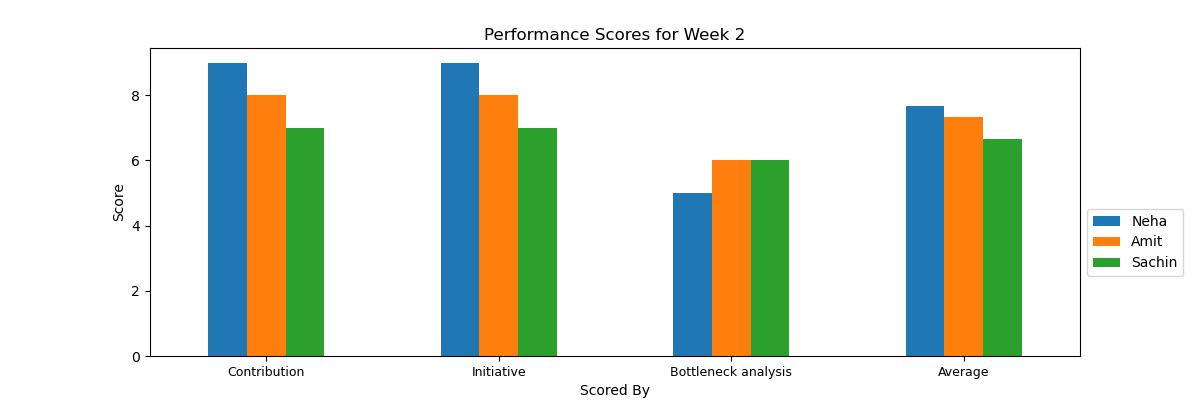 Performance Scores for Week 2
8
6
4
2
0
Score
Contribution
Initiative
Bottleneck analysis
Average
Scored By
Neha
Amit
Sachin